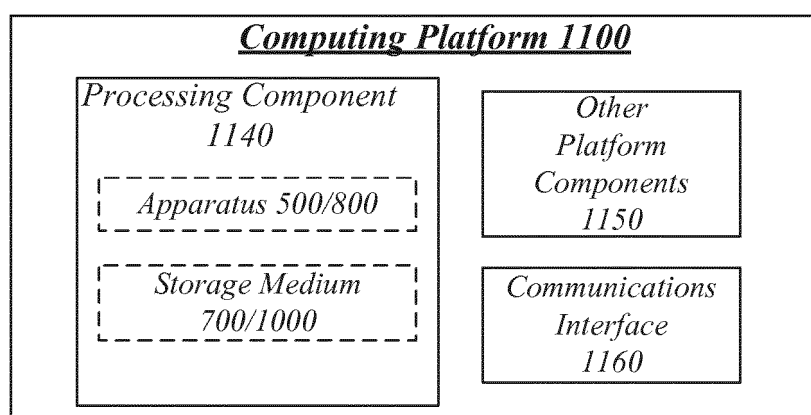 Computing Platform 1100
Processing Component
1140
Apparatus 500/800
Storage Medium
700/1000
Other
Platform
Components
1150
Communications
Interface
1160